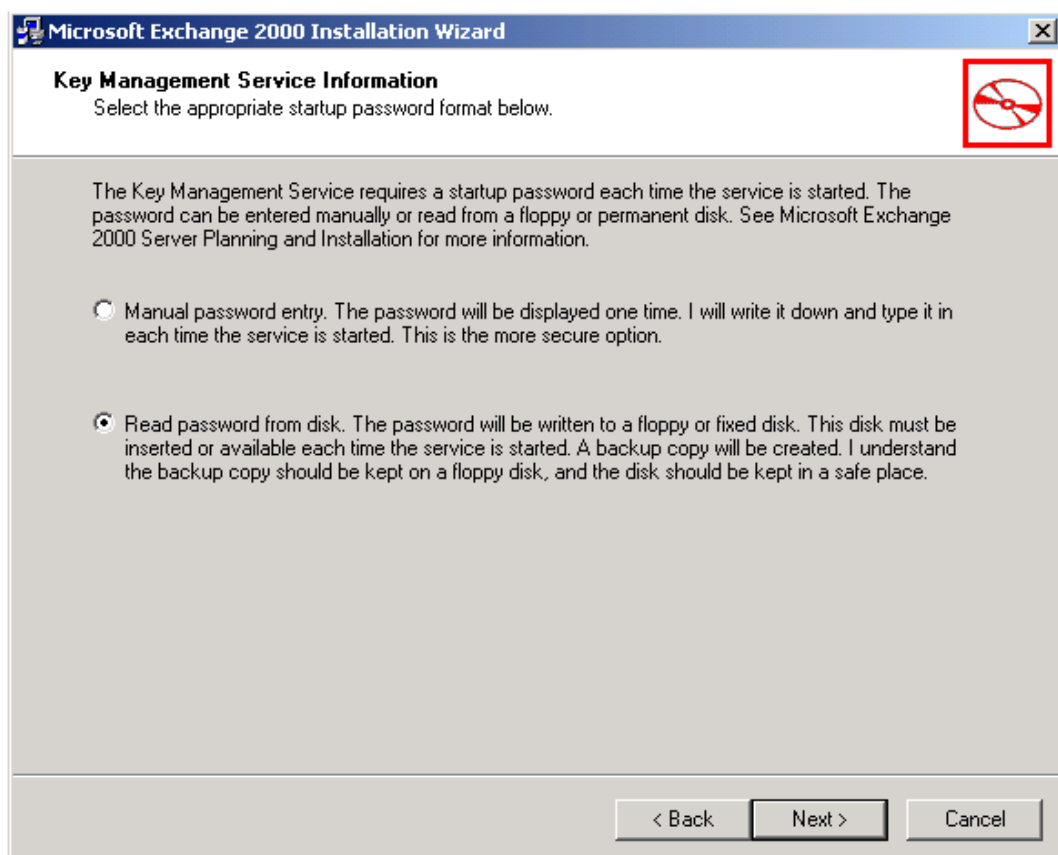 Microsoft Exchange 2000 Installation Wizard
Key Management Service Information
Select the appropriate startup password format below.
The Key Management Service requires a startup password each time the service is started. The
password can be entered manually or read from a floppy or permanent disk. See Microsoft Exchange
2000 Server Planning and Installation for more information.
Manual password entry. The password will be displayed one time. I will write it down and type it in
each time the service is started. This is the more secure option.
Read password from disk. The password will be written to a floppy or fixed disk. This disk must be
inserted or available each time the service is started. A backup copy will be created. I understand
the backup copy should be kept on a floppy disk, and the disk should be kept in a safe place.
< Back Next > Cancel